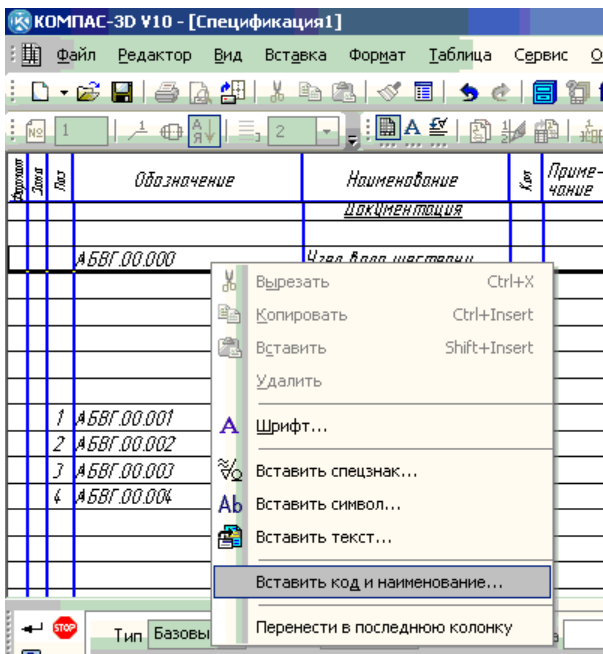 КОМПАС-3D V10 - [Спецификация1]
Файл Редактор Вид Вставка Формат Таблица Сервис О
№ 1 2
Формат Зона Поз Обозначение Наименование Кол Приме-
чание
Документация
АБВГ.00.000 Узел вала шестерни
Вырезать Ctrl+X
Копировать Ctrl+Insert
Вставить Shift+Insert
Удалить
1 АБВГ.00.001
Шрифт...
2 АБВГ.00.002
3 АБВГ.00.003
Вставить спецзнак...
4 АБВГ.00.004
Ab Вставить символ...
Вставить текст...
Вставить код и наименование...
STOP Тип Базовы
Перенести в последнюю колонку